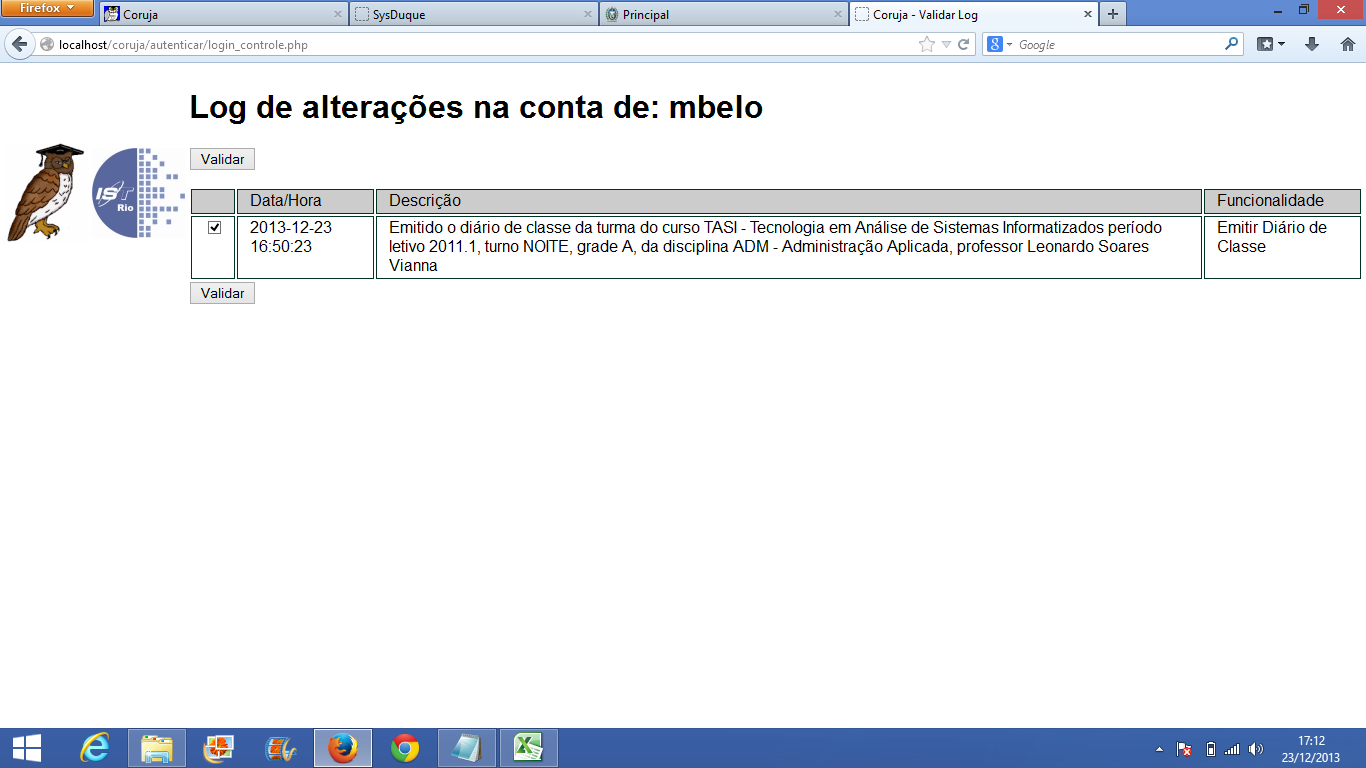 Firefox
Coruja
SysDuque
Principal
Coruja - Validar Log
localhost/coruja/autenticar/login_controle.php
Google
Log de alterações na conta de: mbelo
IST
Rio
Validar
Data/Hora
Descrição
Funcionalidade
2013-12-23
16:50:23
Emitido o diário de classe da turma do curso TASI - Tecnologia em Análise de Sistemas Informatizados período
letivo 2011.1, turno NOITE, grade A, da disciplina ADM - Administração Aplicada, professor Leonardo Soares
Vianna
Emitir Diário de
Classe
Validar
17:12
23/12/2013